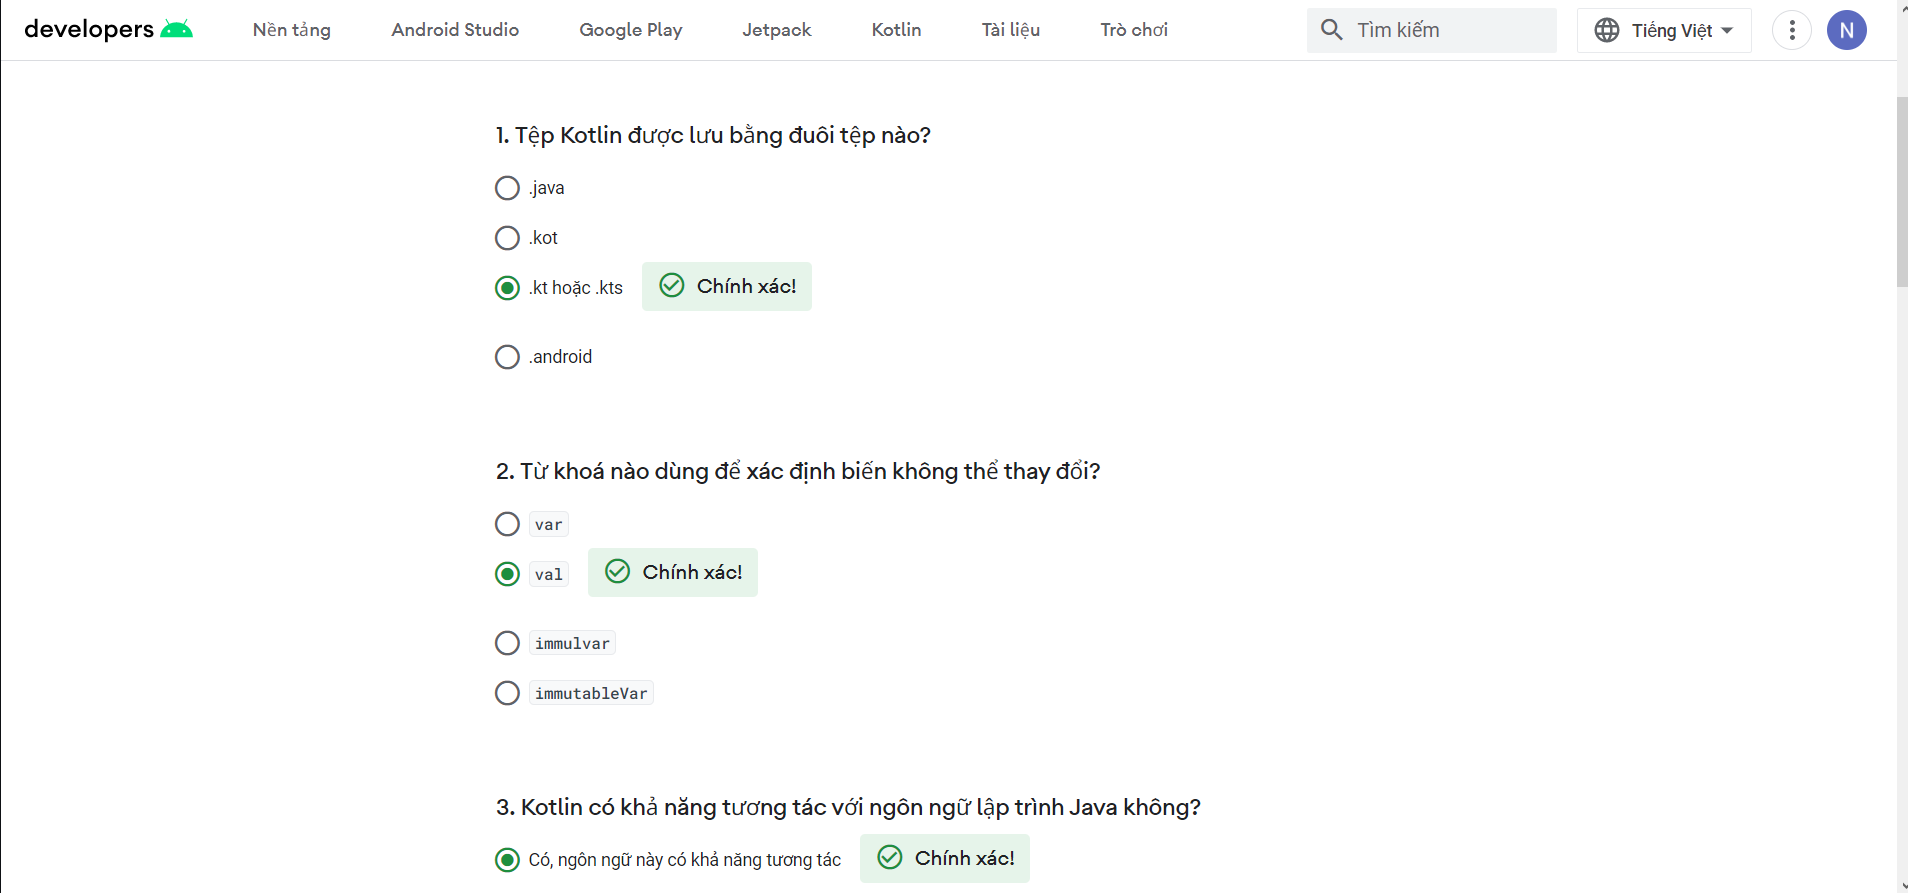 developers Nền tảng Android Studio Google Play Jetpack Kotlin Tài liệu Trò chơi Tìm kiếm Tiếng Việt N
1. Tệp Kotlin được lưu bằng đuôi tệp nào?
.java
.kot
.kt hoặc .kts Chính xác!
.android
2. Từ khoá nào dùng để xác định biến không thể thay đổi?
var
val Chính xác!
immulvar
immutableVar
3. Kotlin có khả năng tương tác với ngôn ngữ lập trình Java không?
Có, ngôn ngữ này có khả năng tương tác Chính xác!